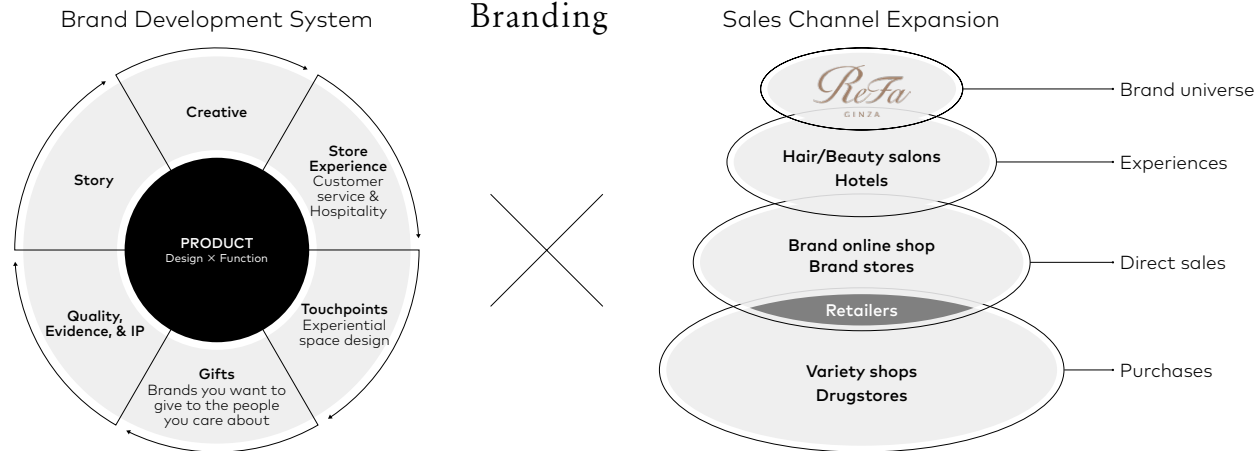 Brand Development System
Branding
Sales Channel Expansion
Creative
Story
Store
Experience
Customer
service &
Hospitality
PRODUCT
Design × Function
Quality,
Evidence, & IP
Touchpoints
Experiential
space design
Gifts
Brands you want to
give to the people
you care about
ReFa
GINZA
Brand universe
Hair/Beauty salons
Hotels
Experiences
Brand online shop
Brand stores
Direct sales
Retailers
Variety shops
Drugstores
Purchases